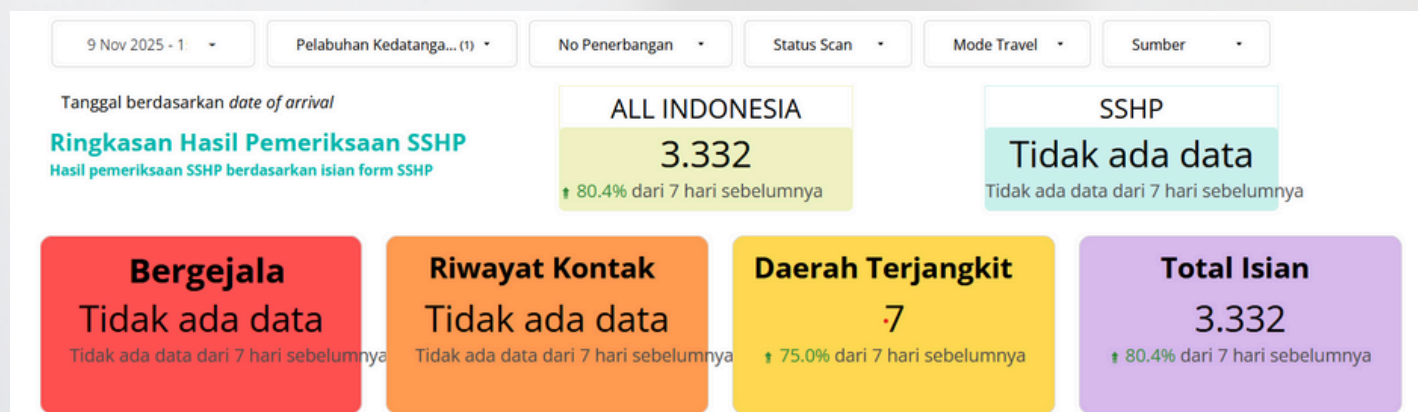 9 Nov 2025 - 1
Pelabuhan Kedatanga... (1)
No Penerbangan
Status Scan
Mode Travel
Sumber
Tanggal berdasarkan date of arrival
Ringkasan Hasil Pemeriksaan SSHP
Hasil pemeriksaan SSHP berdasarkan isian form SSHP
ALL INDONESIA
3.332
80.4% dari 7 hari sebelumnya
SSHP
Tidak ada data
Tidak ada data dari 7 hari sebelumnya
Bergejala
Tidak ada data
Tidak ada data dari 7 hari sebelumnya
Riwayat Kontak
Tidak ada data
Tidak ada data dari 7 hari sebelumnya
Daerah Terjangkit
7
75.0% dari 7 hari sebelumnya
Total Isian
3.332
80.4% dari 7 hari sebelumnya